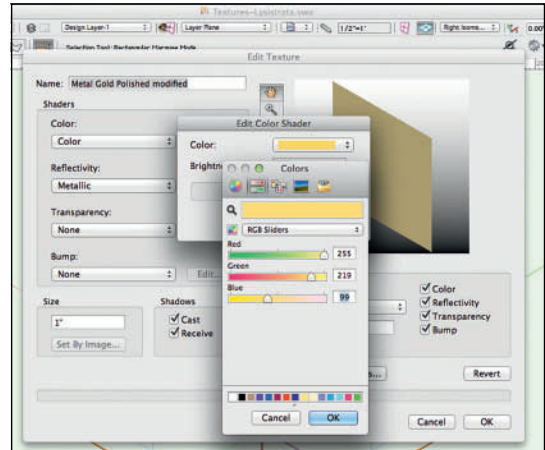 Textures-Lysistrata.vwx
Design Layer-1
Layer Plane
1/2"=1'
Right Isome...
0.00°
Selection Tool: Rectangular Marquee Mode
Edit Texture
Name: Metal Gold Polished modified
Shaders
Color:
Color
Reflectivity:
Metallic
Transparency:
None
Bump:
None
Edit...
Edit Color Shader
Color:
Colors
RGB Sliders
Red
255
Green
219
Blue
99
Cancel
OK
Size
1"
Set By Image...
Shadows
Cast
Receive
Color
Reflectivity
Transparency
Bump
Revert
Cancel
OK